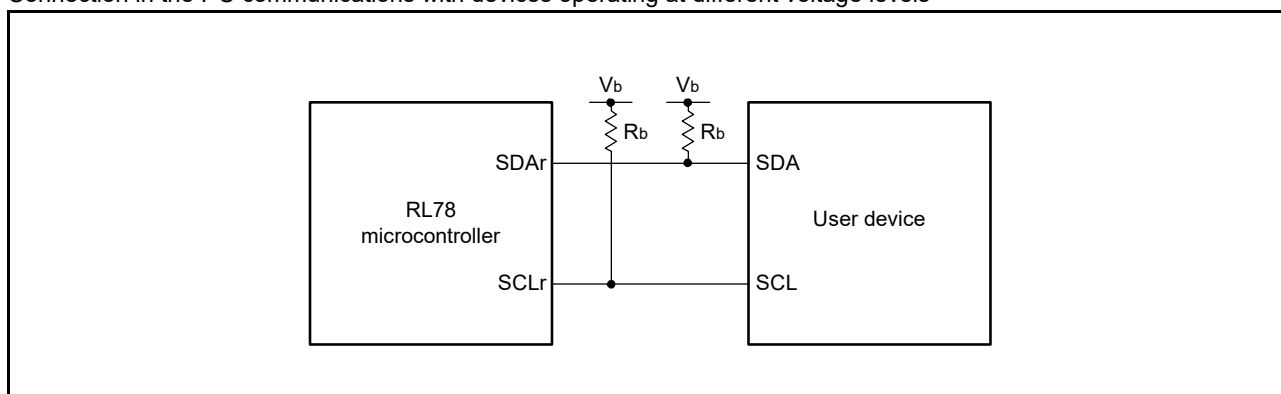 Connection in the I²C communications with devices operating at different voltage levels
Vb Vb
Rb Rb
SDAr SDA
RL78
microcontroller
User device
SCLr SCL